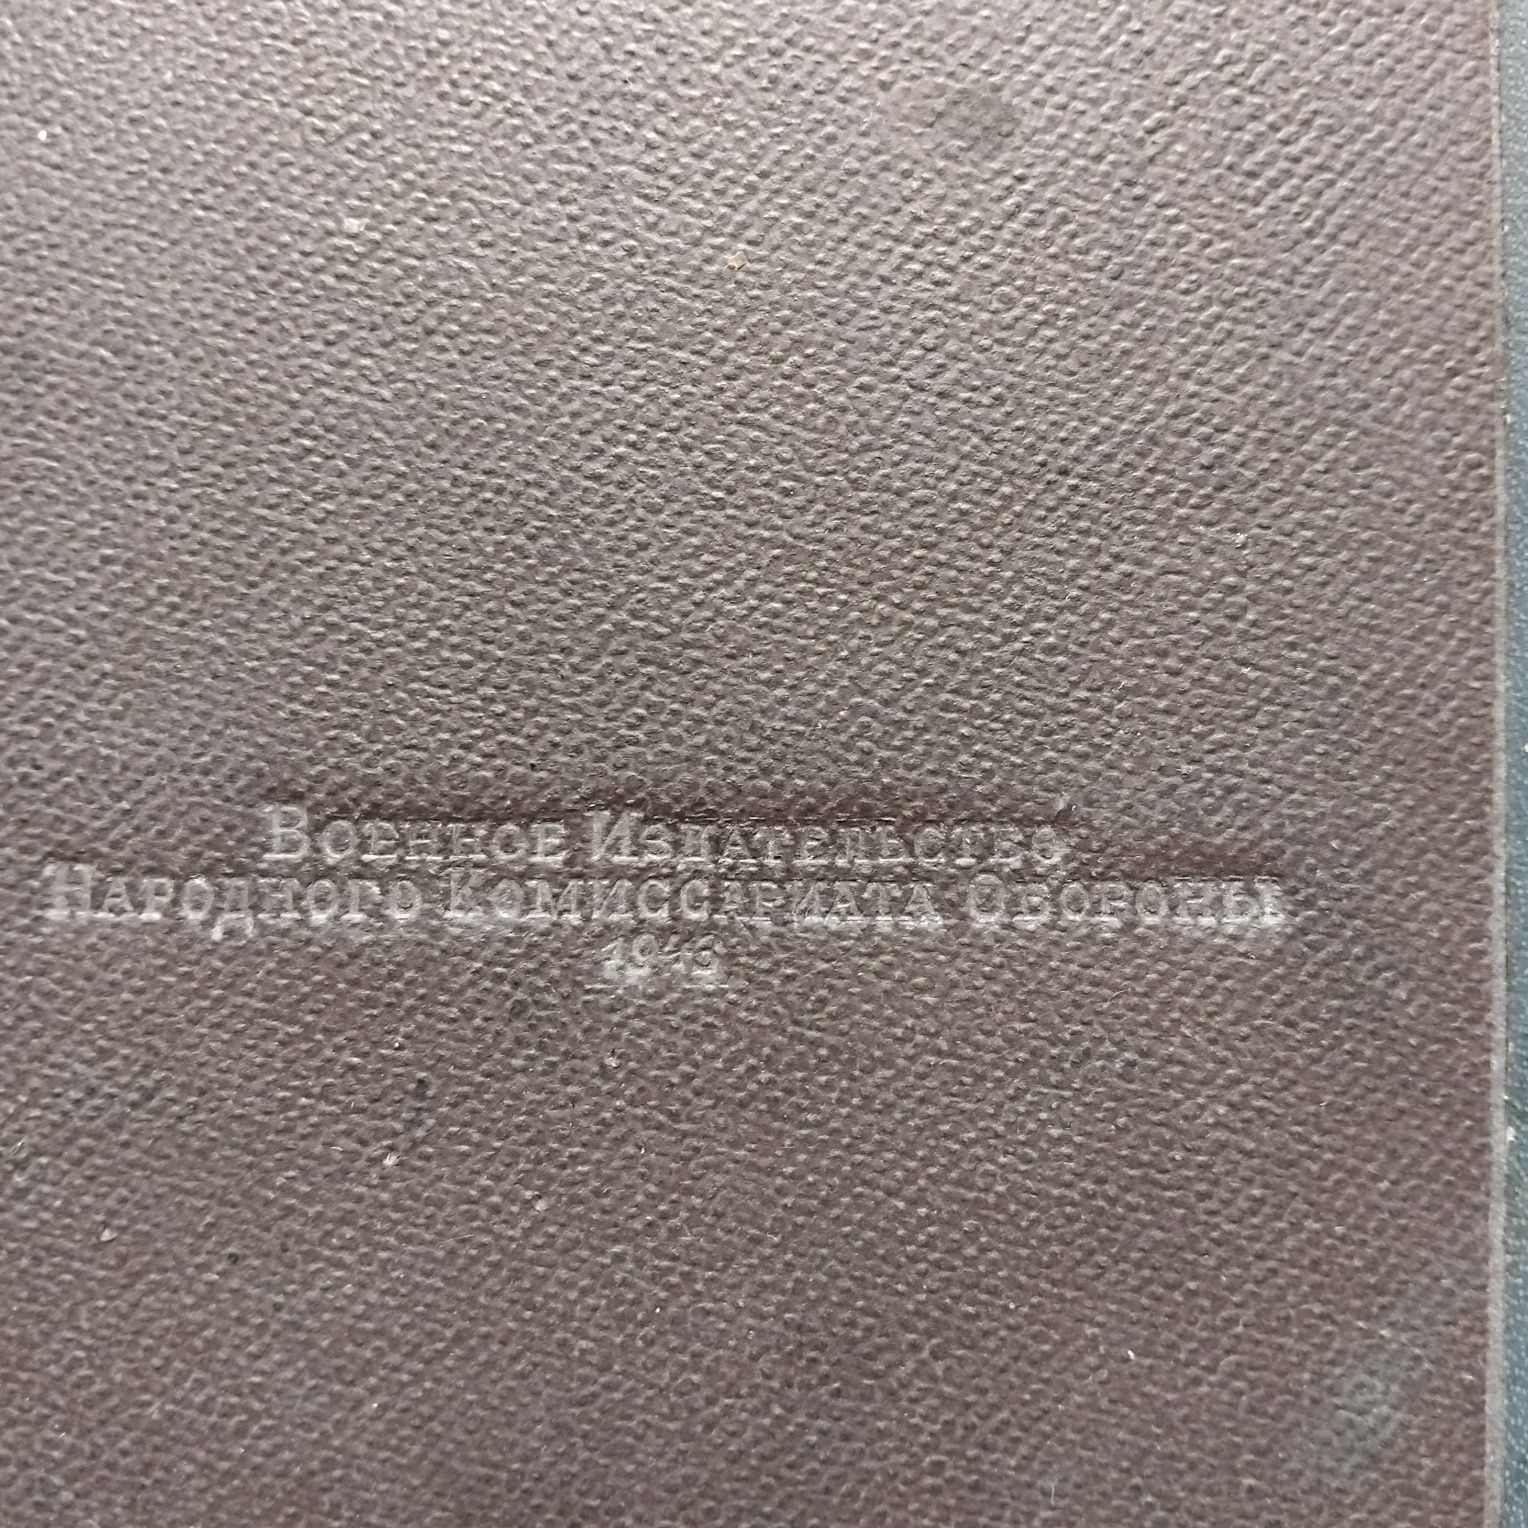 Военное Издательство
Народного Комиссариата Обороны